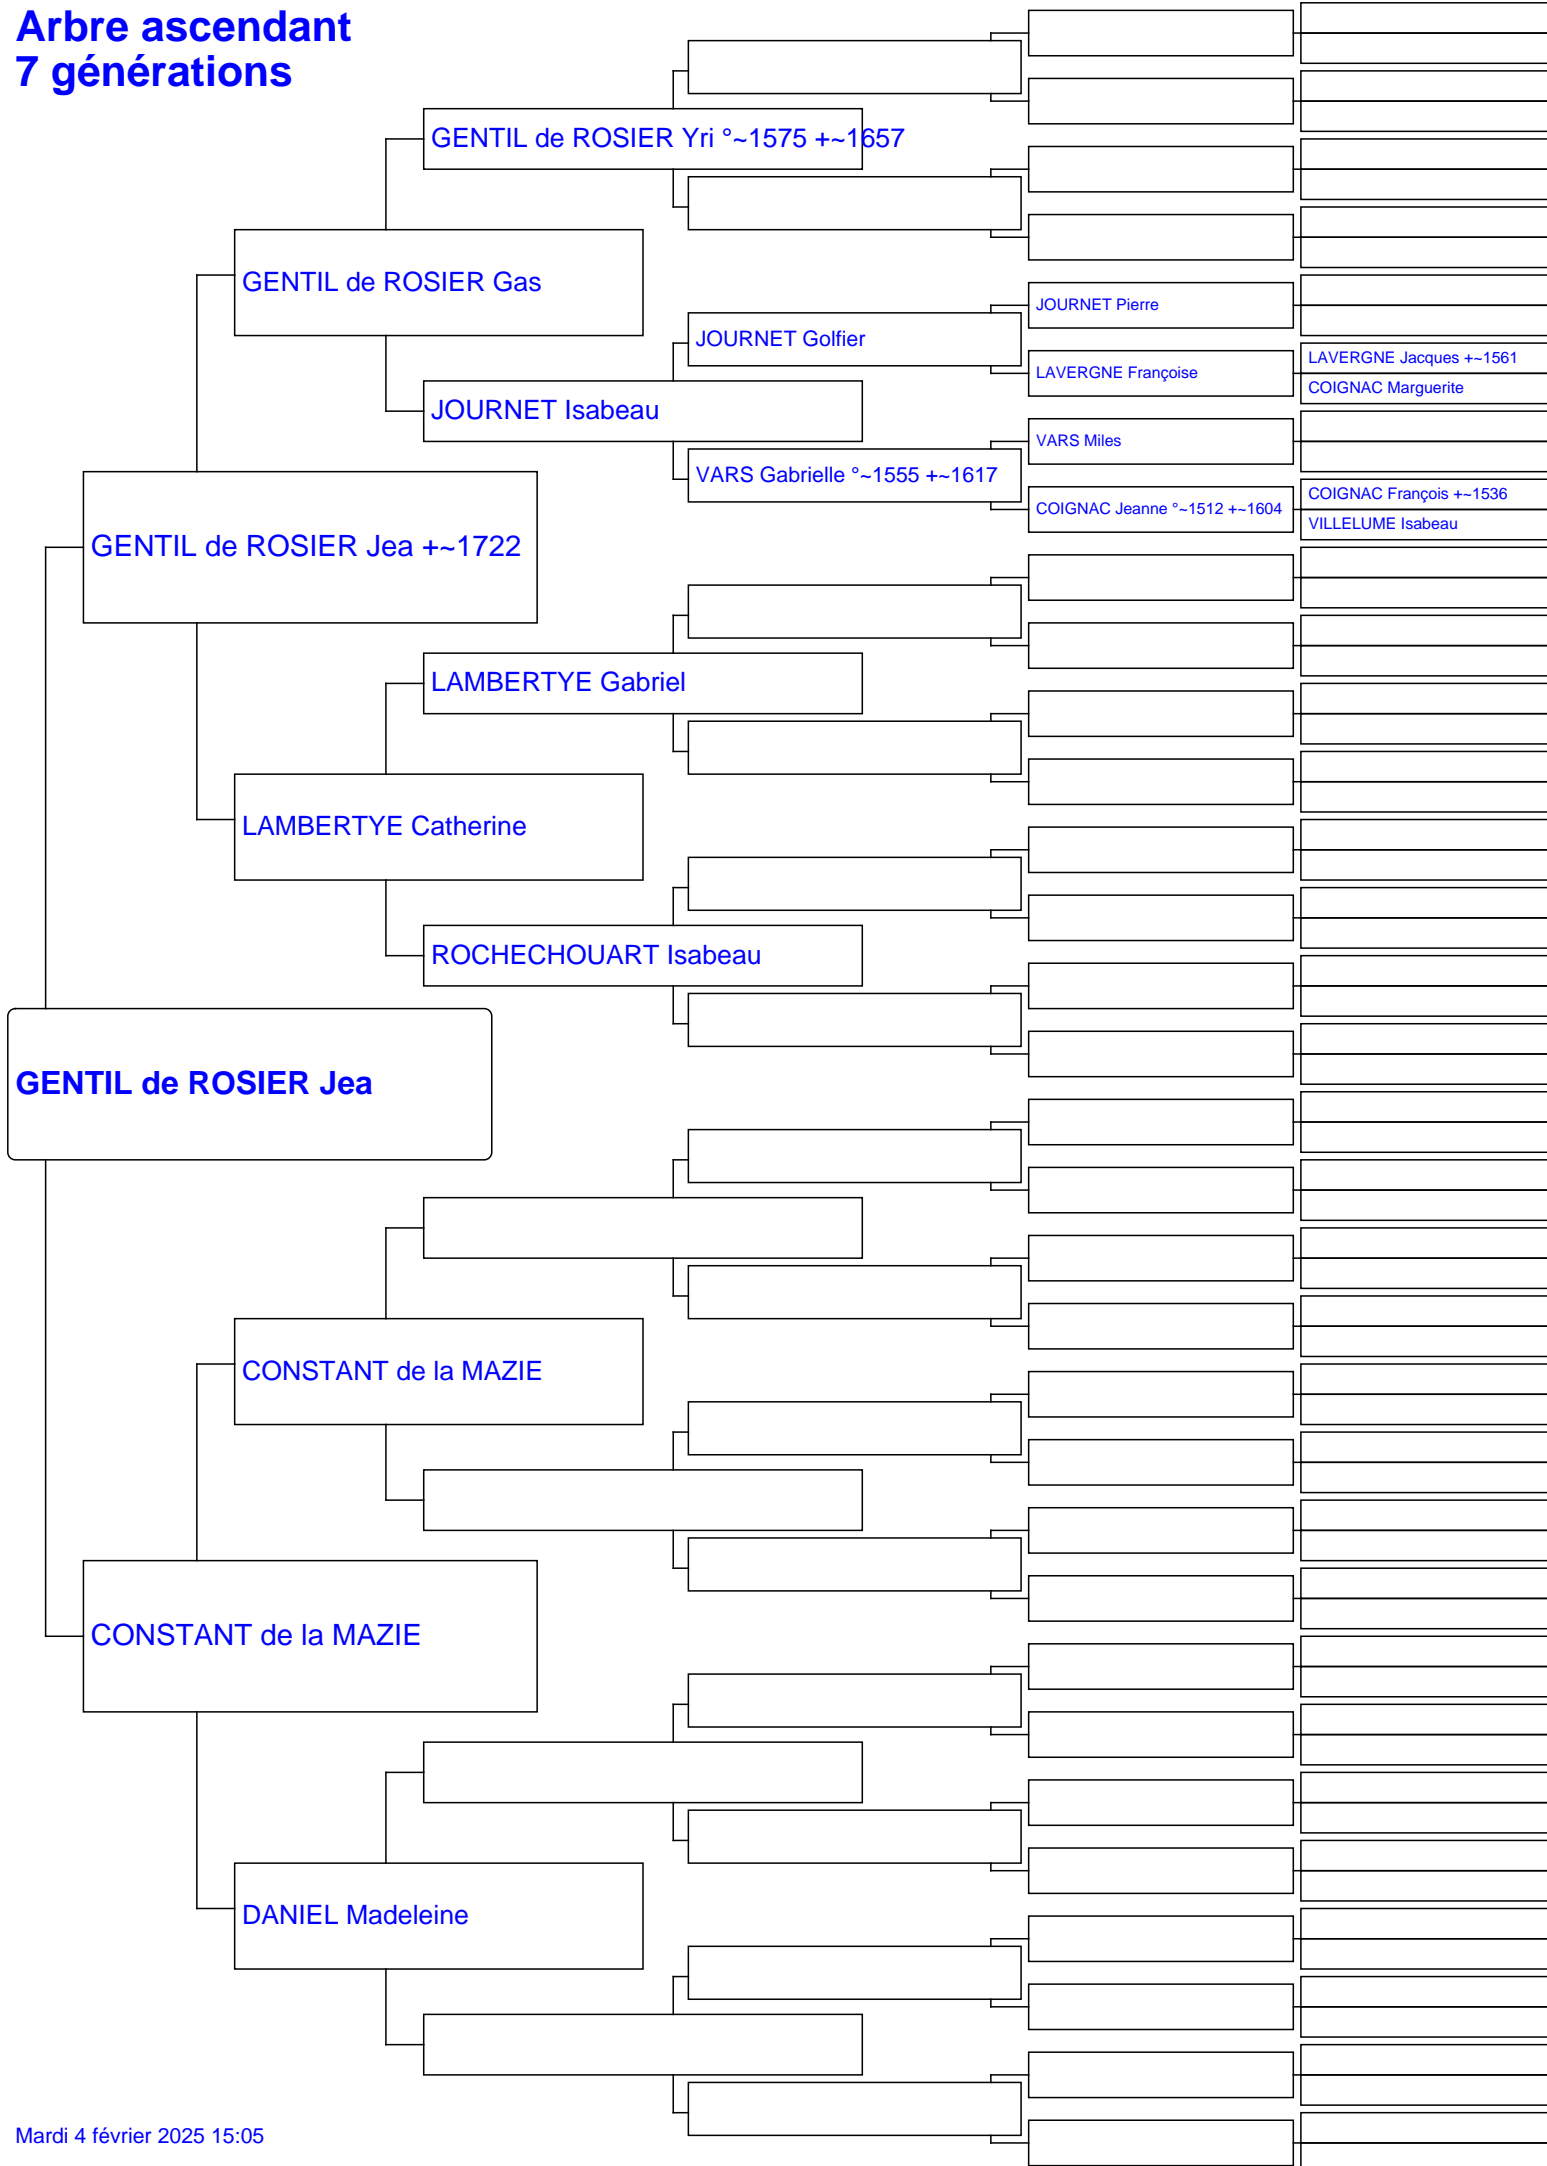 Arbre ascendant
7 générations
GENTIL de ROSIER Yri °~1575 +~1657
GENTIL de ROSIER Gas
JOURNET Pierre
JOURNET Golfier
LAVERGNE Jacques +~1561
LAVERGNE Françoise
COIGNAC Marguerite
JOURNET Isabeau
VARS Miles
VARS Gabrielle °~1555 +~1617
COIGNAC François +~1536
COIGNAC Jeanne °~1512 +~1604
VILLELUME Isabeau
GENTIL de ROSIER Jea +~1722
LAMBERTYE Gabriel
LAMBERTYE Catherine
ROCHECHOUART Isabeau
GENTIL de ROSIER Jea
CONSTANT de la MAZIE
CONSTANT de la MAZIE
DANIEL Madeleine
Mardi 4 février 2025 15:05